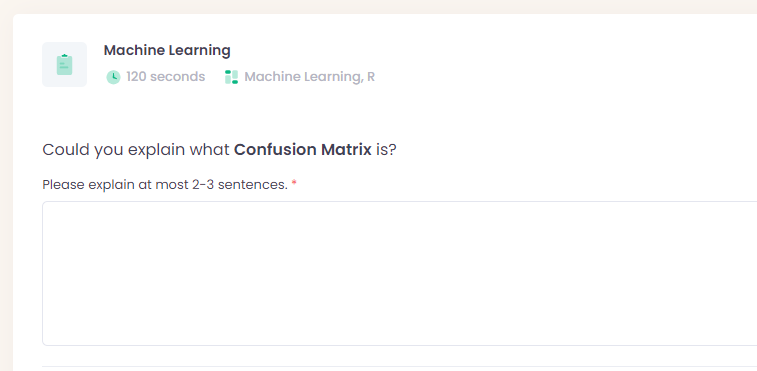 Machine Learning
120 seconds Machine Learning, R
Could you explain what Confusion Matrix is?
Please explain at most 2-3 sentences. *